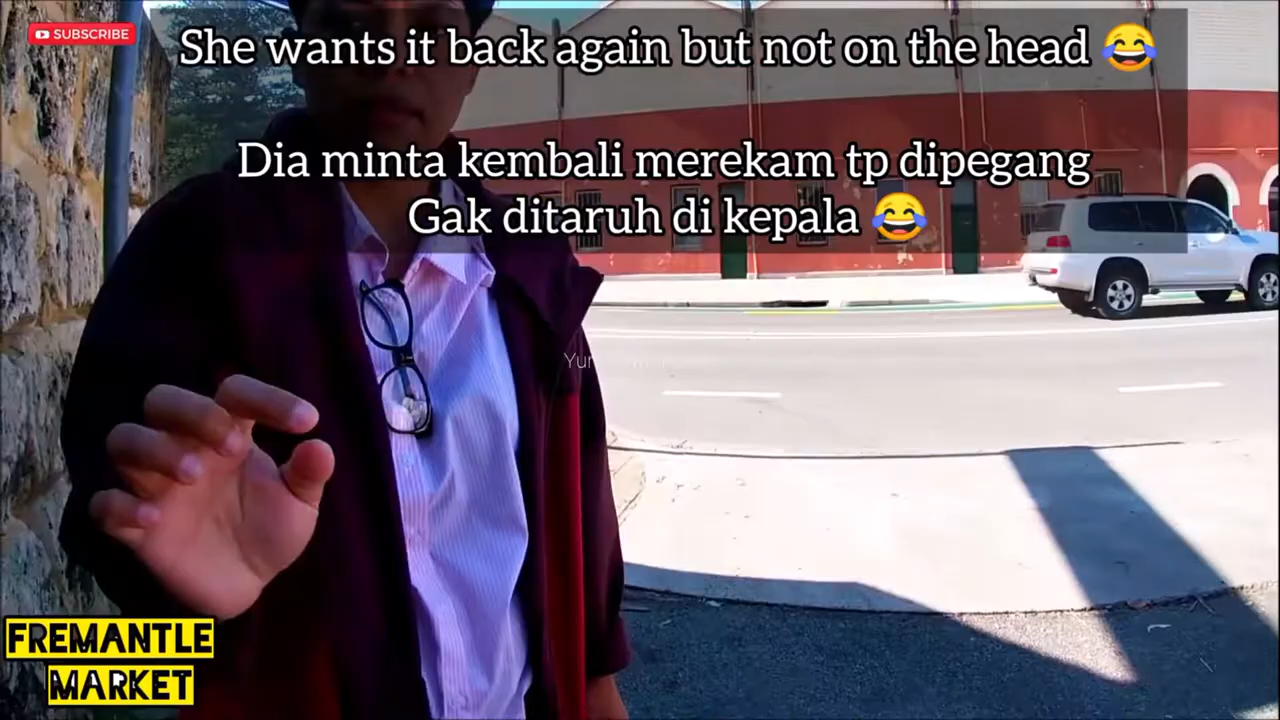 SUBSCRIBE
She wants it back again but not on the head 😂
Dia minta kembali merekam tp dipegang
Gak ditaruh di kepala 😂
FREMANTLE
MARKET